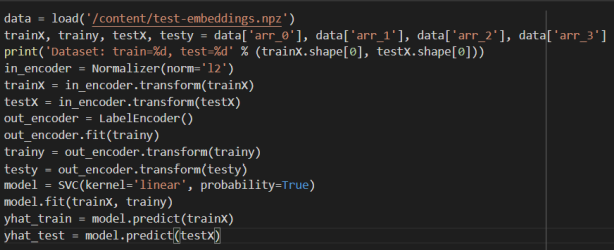 data = load('/content/test-embeddings.npz')
trainX, trainy, testX, testy = data['arr_0'], data['arr_1'], data['arr_2'], data['arr_3']
print('Dataset: train=%d, test=%d' % (trainX.shape[0], testX.shape[0]))
in_encoder = Normalizer(norm='l2')
trainX = in_encoder.transform(trainX)
testX = in_encoder.transform(testX)
out_encoder = LabelEncoder()
out_encoder.fit(trainy)
trainy = out_encoder.transform(trainy)
testy = out_encoder.transform(testy)
model = SVC(kernel='linear', probability=True)
model.fit(trainX, trainy)
yhat_train = model.predict(trainX)
yhat_test = model.predict(testX)